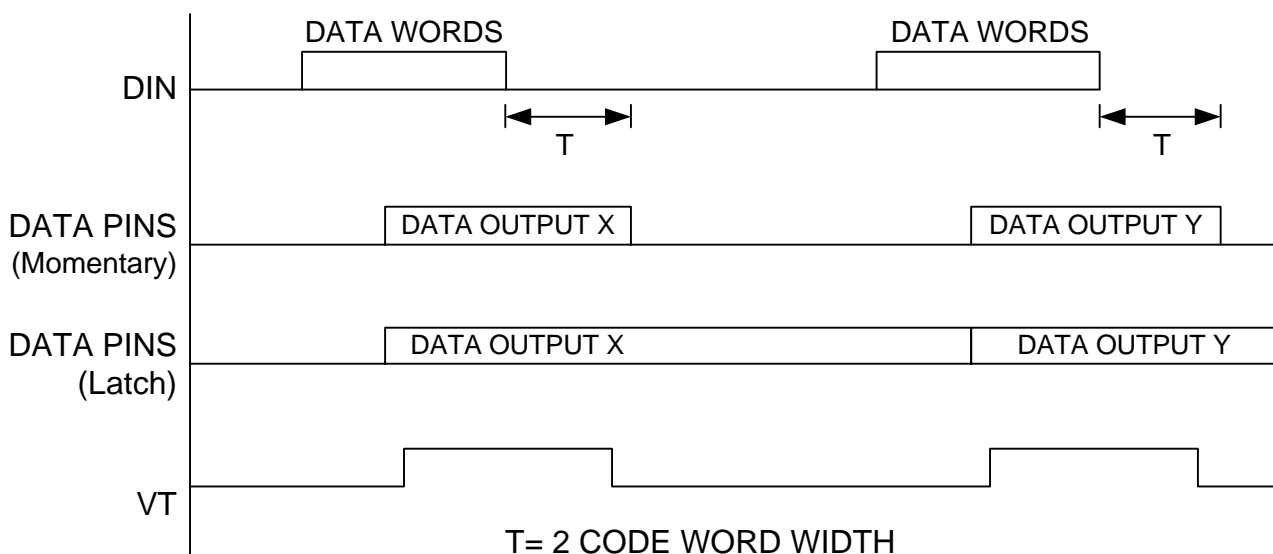 DATA WORDS DATA WORDS
DIN
T T
DATA PINS
(Momentary)
DATA OUTPUT X DATA OUTPUT Y
DATA PINS
(Latch)
DATA OUTPUT X DATA OUTPUT Y
VT
T= 2 CODE WORD WIDTH